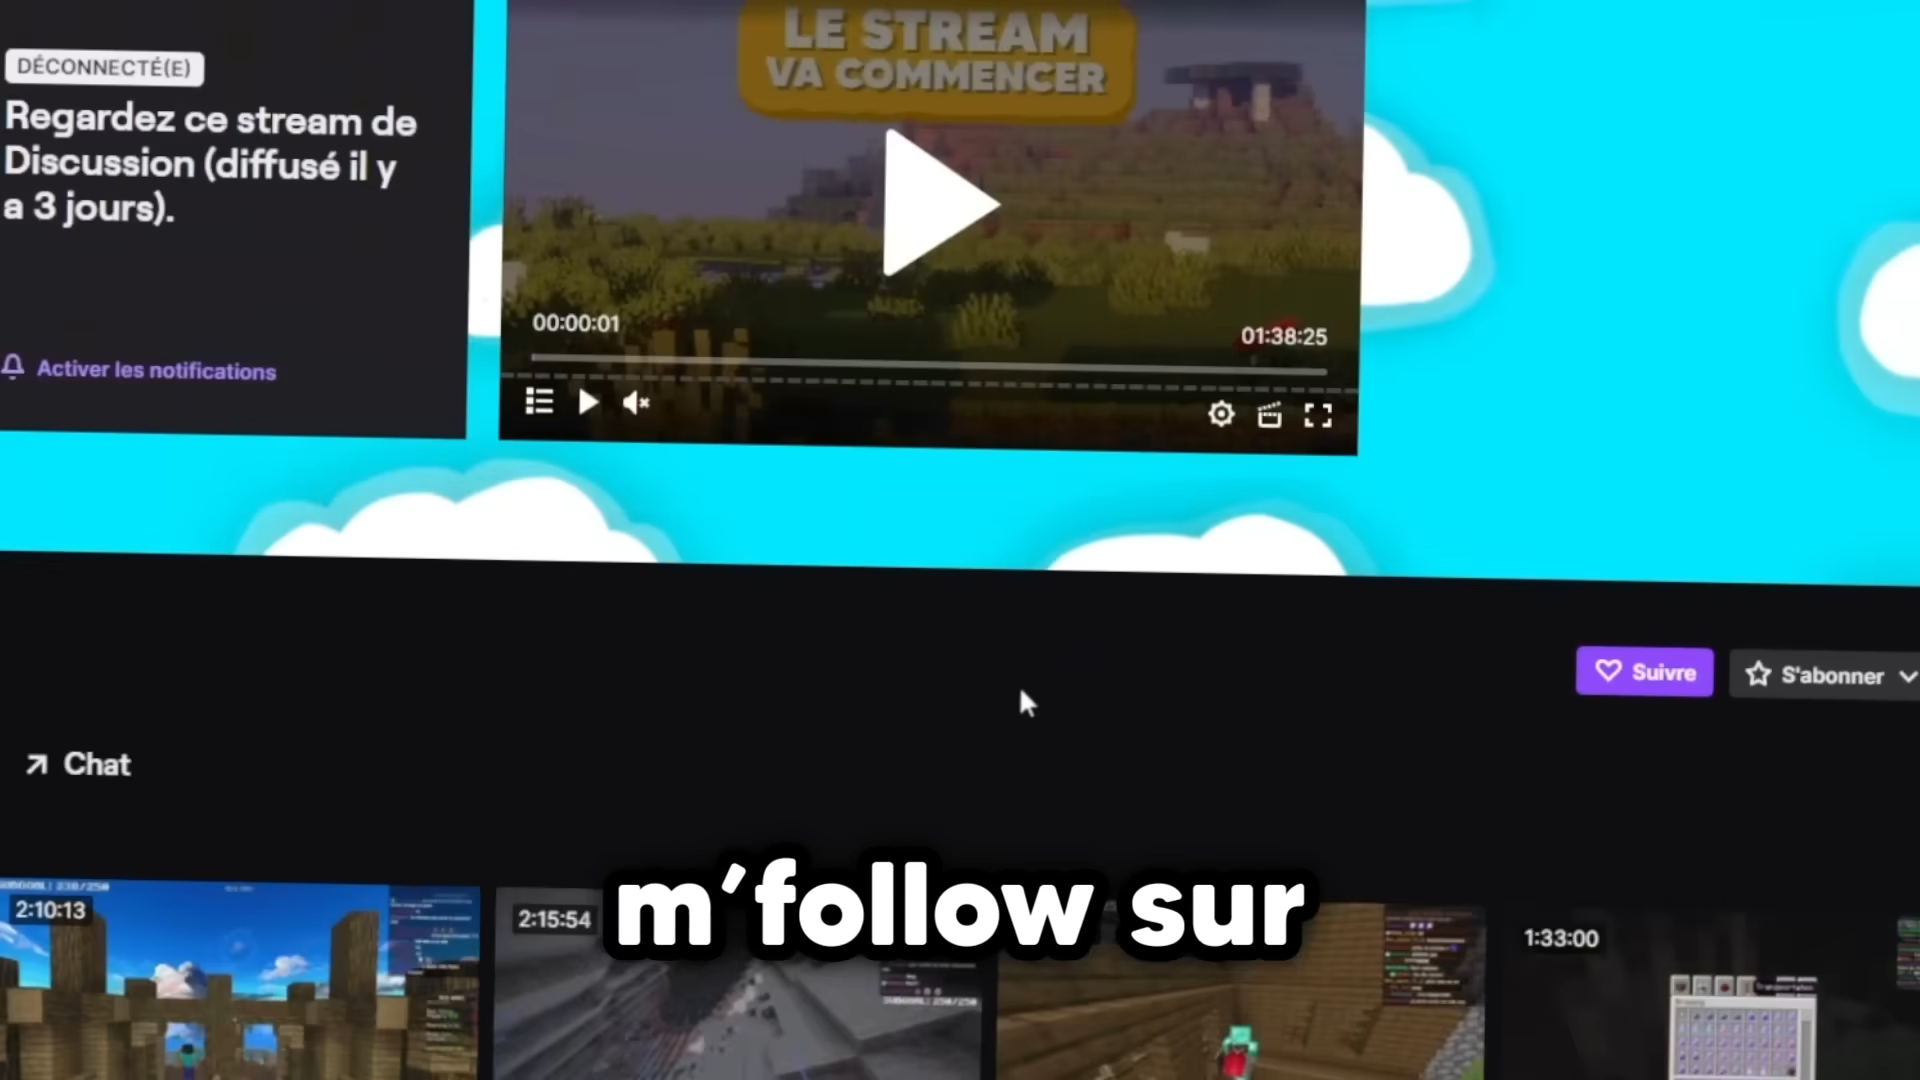 DÉCONNECTÉ(E)
Regardez ce stream de
Discussion (diffusé il y
a 3 jours).
Activer les notifications
LE STREAM
VA COMMENCER
00:00:01
01:38:25
Suivre
S'abonner
Chat
m'follow sur
2:10:13
2:15:54
1:33:00